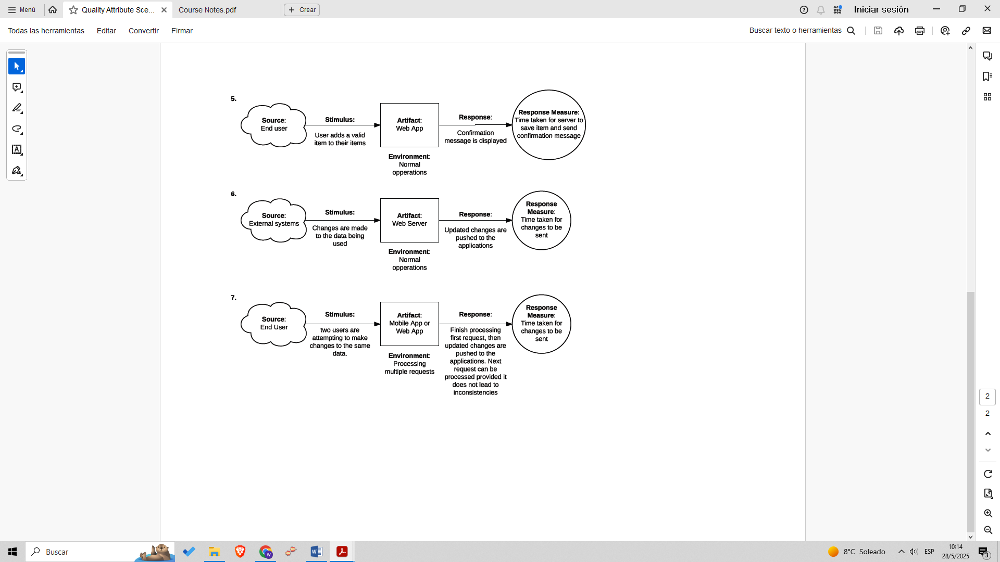 Menú
Quality Attribute Sce...
Course Notes.pdf
Crear
Iniciar sesión
Todas las herramientas
Editar
Convertir
Firmar
Buscar texto o herramientas
5.
Source:
End user
Stimulus:
User adds a valid
item to their items
Artifact:
Web App
Environment:
Normal
opperations
Response:
Confirmation
message is displayed
Response Measure:
Time taken for server to
save item and send
confirmation message
6.
Source:
External systems
Stimulus:
Changes are made
to the data being
used
Artifact:
Web Server
Environment:
Normal
opperations
Response:
Updated changes are
pushed to the
applications
Response
Measure:
Time taken for
changes to be
sent
7.
Source:
End User
Stimulus:
two users are
attempting to make
changes to the same
data.
Artifact:
Mobile App or
Web App
Environment:
Processing
multiple requests
Response:
Finish processing
first request, then
updated changes are
pushed to the
applications. Next
request can be
processed provided it
does not lead to
inconsistencies
Response
Measure:
Time taken for
changes to be
sent
2
2
Buscar
8°C Soleado
ESP
10:14
28/5/2025
3